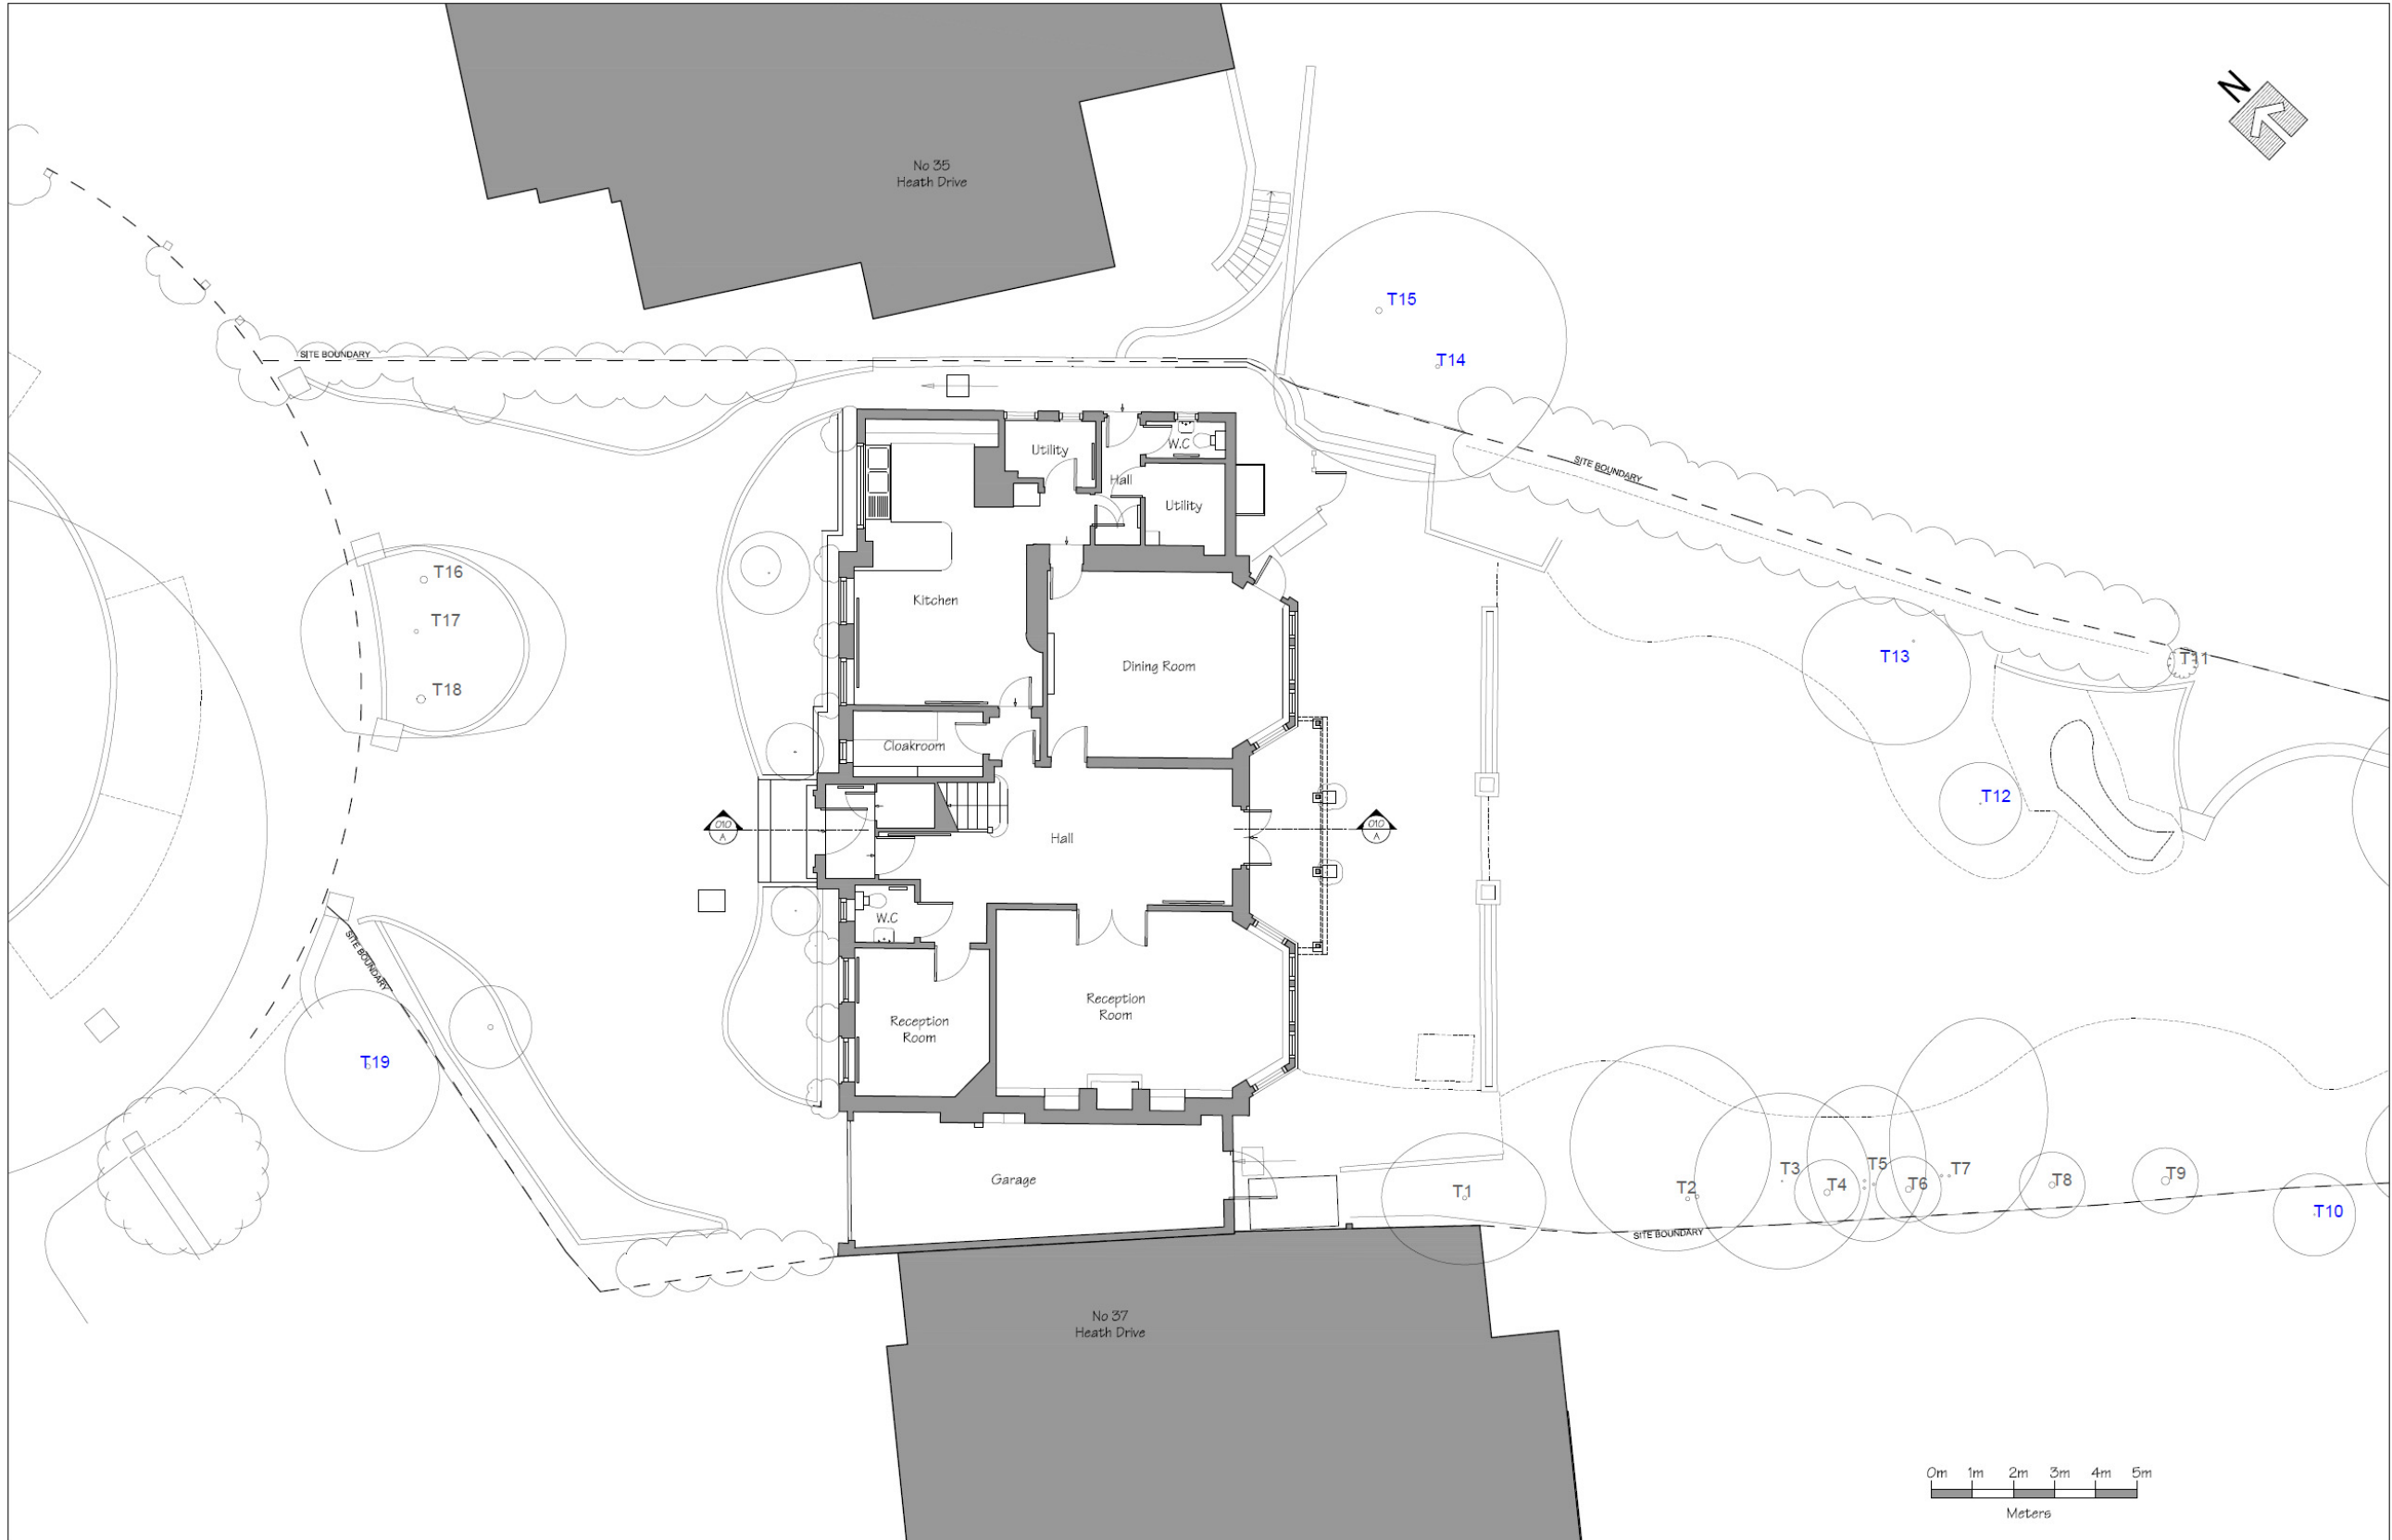 N
No 35
Heath Drive
T15
SITE BOUNDARY
T14
W.C
Utility
SITE BOUNDARY
Hall
Utility
T16
Kitchen
T17
T13
T11
Dining Room
T18
Cloakroom
T12
010
A
010
A
Hall
W.C
SITE BOUNDARY
Reception
Room
Reception
Room
T19
Garage
T1
T2
T3
T4
T5
T6
T7
T8
T9
T10
SITE BOUNDARY
No 37
Heath Drive
0m 1m 2m 3m 4m 5m
Meters